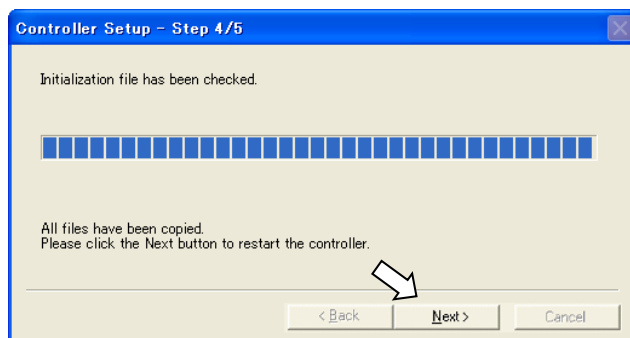 Controller Setup - Step 4/5
Initialization file has been checked.
All files have been copied.
Please click the Next button to restart the controller.
< Back
Next >
Cancel